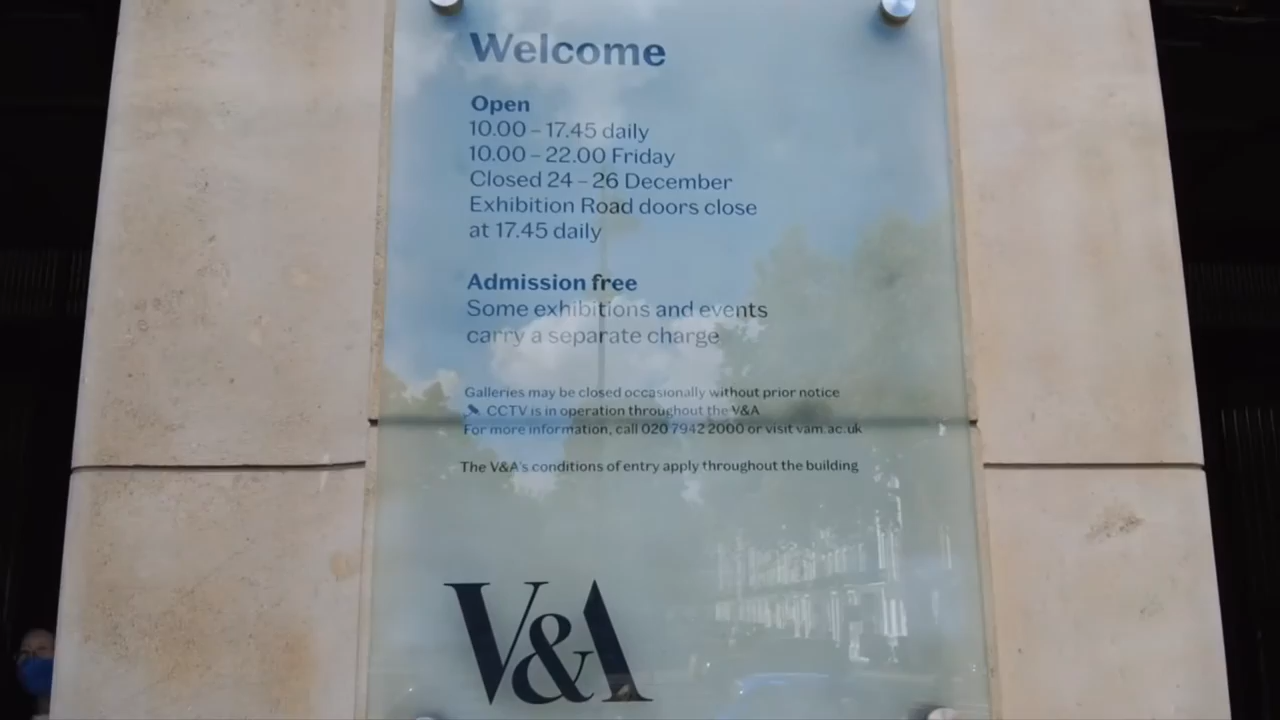 Welcome
Open
10.00 – 17.45 daily
10.00 – 22.00 Friday
Closed 24 – 26 December
Exhibition Road doors close
at 17.45 daily
Admission free
Some exhibitions and events
carry a separate charge
Galleries may be closed occasionally without prior notice
CCTV is in operation throughout the V&A
For more information, call 020 7942 2000 or visit vam.ac.uk
The V&A's conditions of entry apply throughout the building
V&A